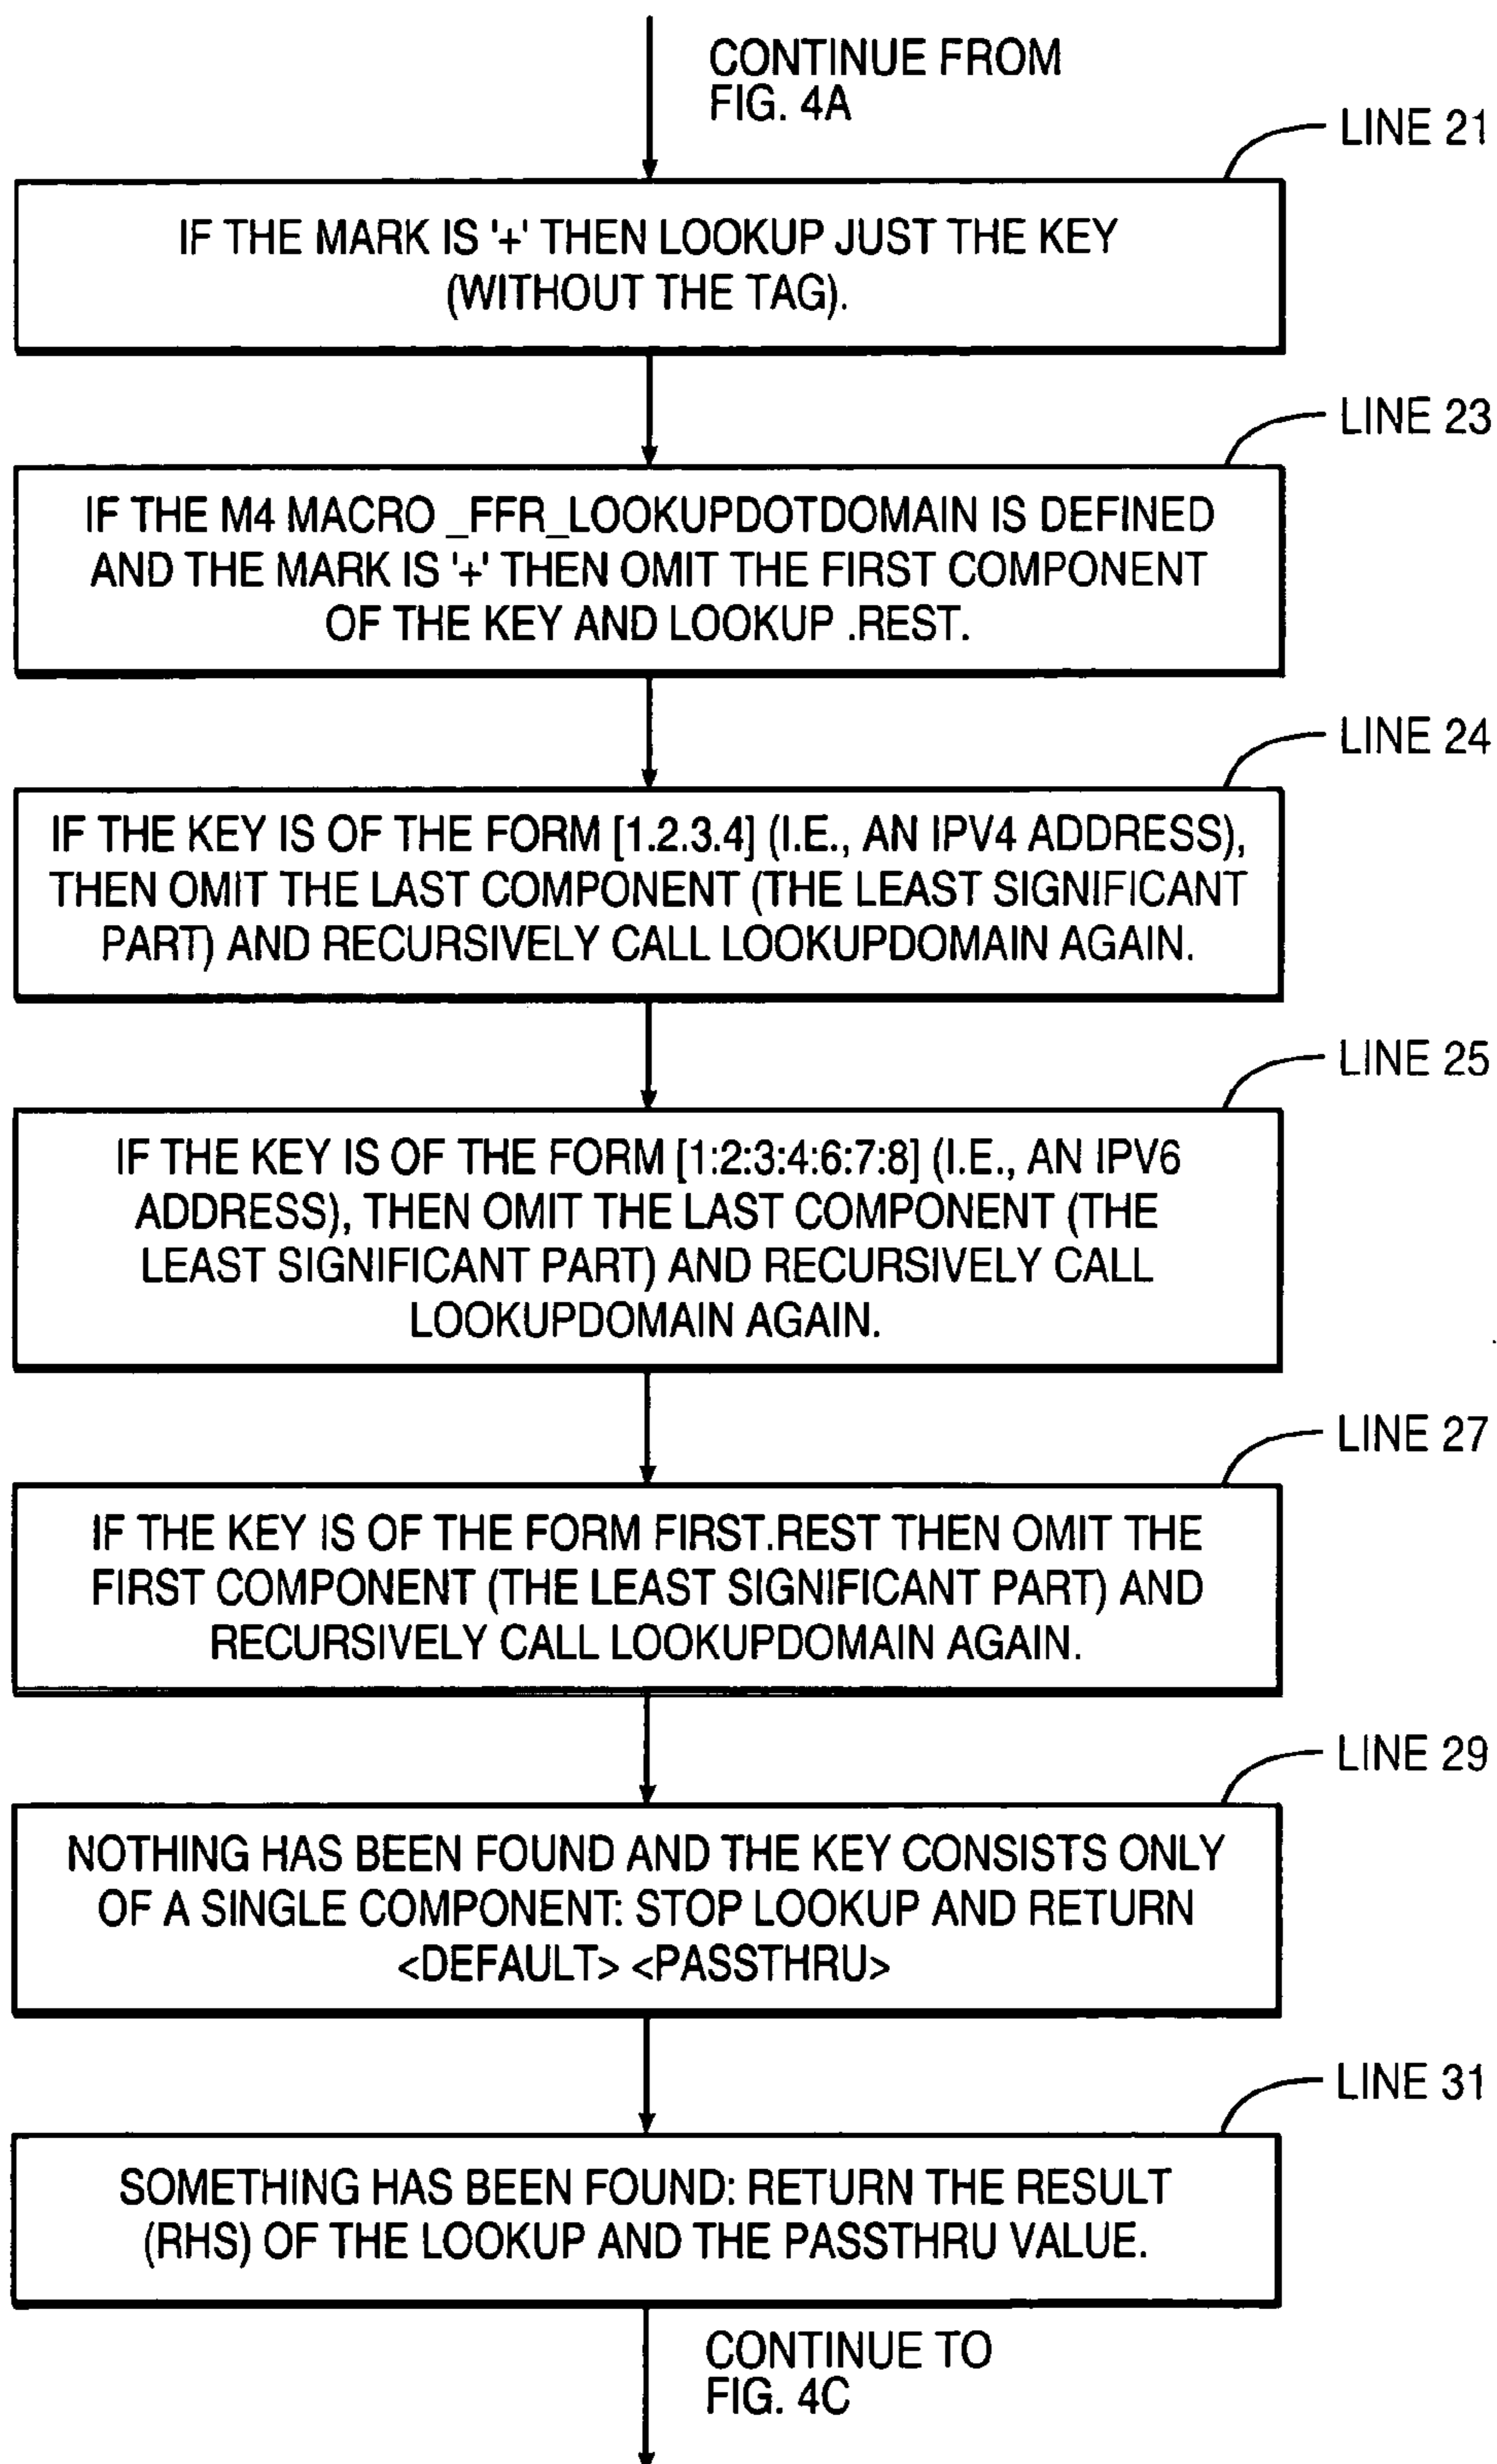 CONTINUE FROM
FIG. 4A
LINE 21
IF THE MARK IS '+' THEN LOOKUP JUST THE KEY
(WITHOUT THE TAG).
LINE 23
IF THE M4 MACRO _FFR_LOOKUPDOTDOMAIN IS DEFINED
AND THE MARK IS '+' THEN OMIT THE FIRST COMPONENT
OF THE KEY AND LOOKUP .REST.
LINE 24
IF THE KEY IS OF THE FORM [1.2.3.4] (I.E., AN IPV4 ADDRESS),
THEN OMIT THE LAST COMPONENT (THE LEAST SIGNIFICANT
PART) AND RECURSIVELY CALL LOOKUPDOMAIN AGAIN.
LINE 25
IF THE KEY IS OF THE FORM [1:2:3:4:6:7:8] (I.E., AN IPV6
ADDRESS), THEN OMIT THE LAST COMPONENT (THE
LEAST SIGNIFICANT PART) AND RECURSIVELY CALL
LOOKUPDOMAIN AGAIN.
LINE 27
IF THE KEY IS OF THE FORM FIRST.REST THEN OMIT THE
FIRST COMPONENT (THE LEAST SIGNIFICANT PART) AND
RECURSIVELY CALL LOOKUPDOMAIN AGAIN.
LINE 29
NOTHING HAS BEEN FOUND AND THE KEY CONSISTS ONLY
OF A SINGLE COMPONENT: STOP LOOKUP AND RETURN
<DEFAULT> <PASSTHRU>
LINE 31
SOMETHING HAS BEEN FOUND: RETURN THE RESULT
(RHS) OF THE LOOKUP AND THE PASSTHRU VALUE.
CONTINUE TO
FIG. 4C